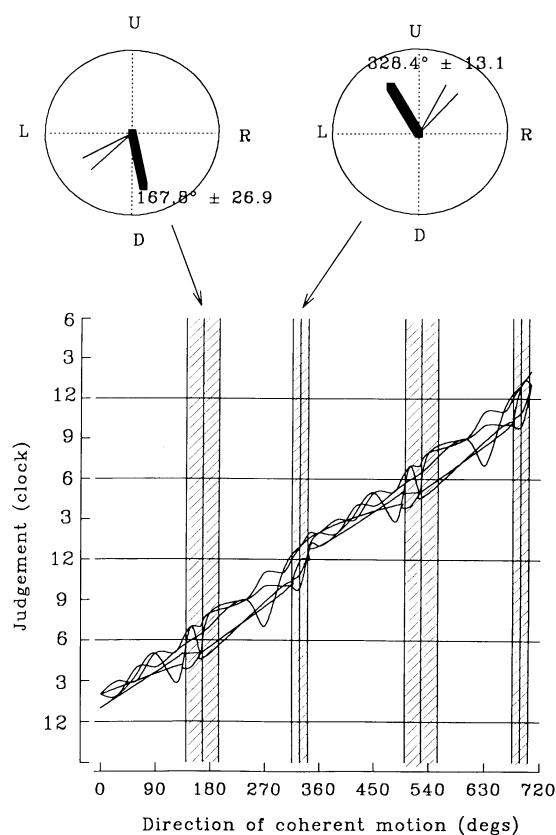 U
U
328.4° ± 13.1
L
R
L
R
167.8° ± 26.9
D
D
6
3
12
9
6
3
12
9
6
3
12
Judgement (clock)
0 90 180 270 360 450 540 630 720
Direction of coherent motion (degs)